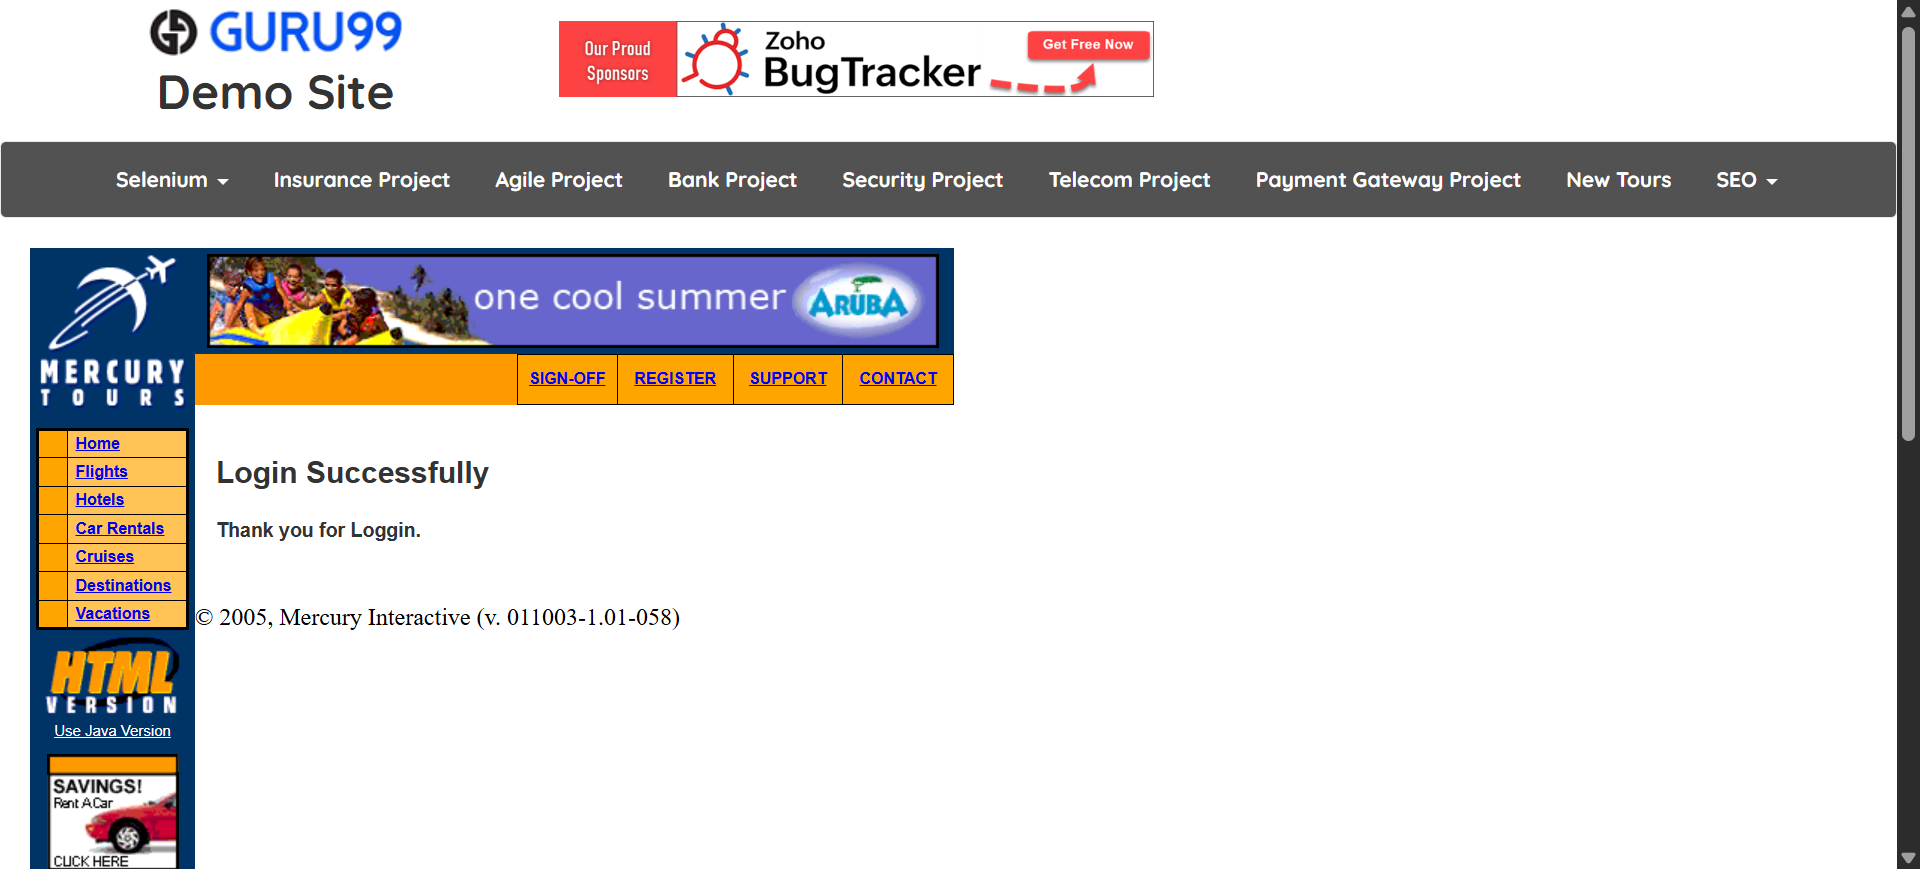 GURU99
Demo Site
Our Proud
Sponsors
Zoho
BugTracker
Get Free Now
Selenium
Insurance Project
Agile Project
Bank Project
Security Project
Telecom Project
Payment Gateway Project
New Tours
SEO
MERCURY
TOURS
one cool summer
ARUBA
SIGN-OFF
REGISTER
SUPPORT
CONTACT
Home
Flights
Hotels
Car Rentals
Cruises
Destinations
Vacations
Login Successfully
Thank you for Loggin.
© 2005, Mercury Interactive (v. 011003-1.01-058)
HTML
VERSION
Use Java Version
SAVINGS!
Rent A Car
CLICK HERE